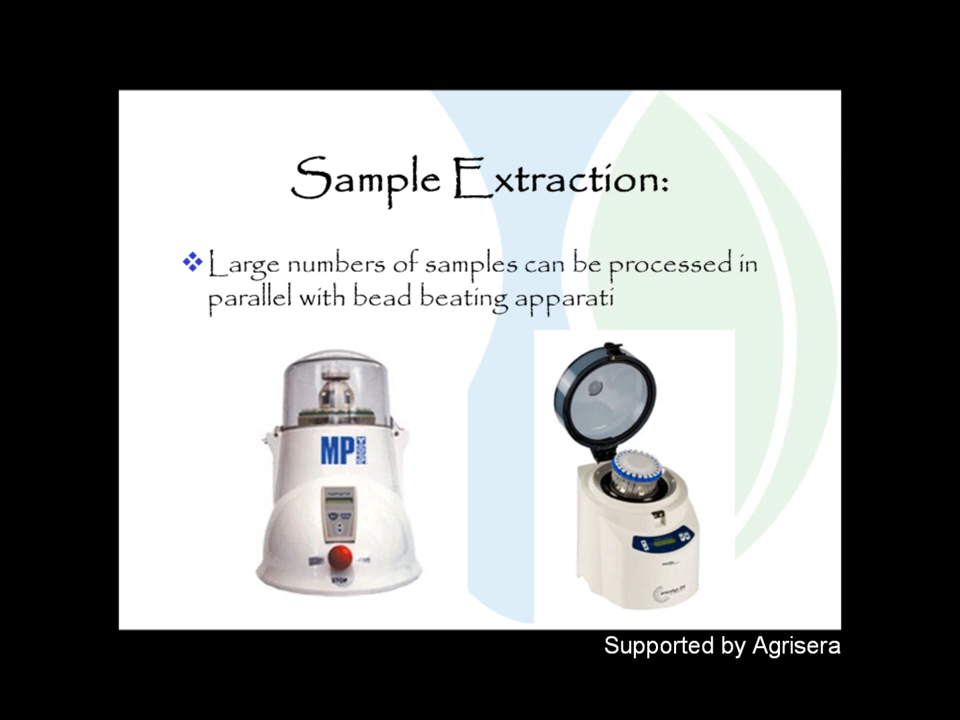 Sample Extraction:
❖ Large numbers of samples can be processed in
parallel with bead beating apparati
MP
STOP
Supported by Agrisera